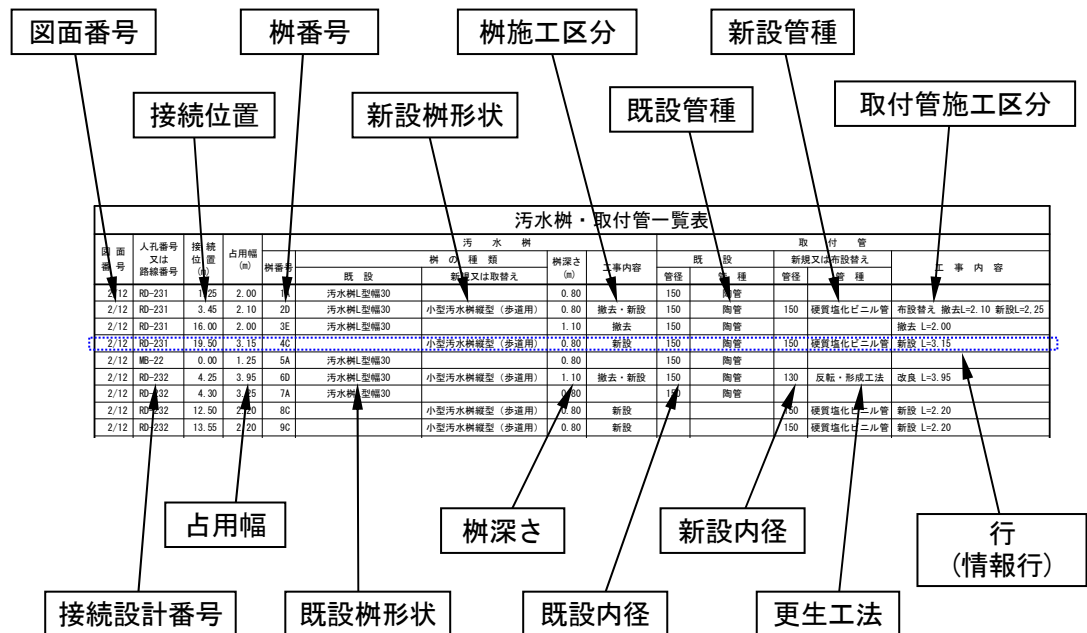 図面番号 桝番号 桝施工区分 新設管種
接続位置 新設桝形状 既設管種 取付管施工区分
汚水桝・取付管一覧表
図面番号 人孔番号又は路線番号 接続位置(m) 占用幅(m) 汚水桝 取付管
桝番号 桝の種類 桝深さ(m) 工事内容 既設 新規又は布設替え 工事内容
既設 新規又は取替え 管径 管種 管径 管種
2/12 RD-231 1.25 2.00 1A 汚水桝L型幅30 0.80 150 陶管
2/12 RD-231 3.45 2.10 2D 汚水桝L型幅30 小型汚水桝縦型(歩道用) 0.80 撤去・新設 150 陶管 150 硬質塩化ビニル管 布設替え 撤去L=2.10 新設L=2.25
2/12 RD-231 16.00 2.00 3E 汚水桝L型幅30 1.10 撤去 150 陶管 撤去 L=2.00
2/12 RD-231 19.50 3.15 4C 小型汚水桝縦型(歩道用) 0.80 新設 150 陶管 150 硬質塩化ビニル管 新設 L=3.15
2/12 MB-22 0.00 1.25 5A 汚水桝L型幅30 0.80 150 陶管
2/12 RD-232 4.25 3.95 6D 汚水桝L型幅30 小型汚水桝縦型(歩道用) 1.10 撤去・新設 150 陶管 130 反転・形成工法 改良 L=3.95
2/12 RD-232 4.30 3.25 7A 汚水桝L型幅30 0.80 150 陶管
2/12 RD-232 12.50 2.20 8C 小型汚水桝縦型(歩道用) 0.80 新設 150 硬質塩化ビニル管 新設 L=2.20
2/12 RD-232 13.55 2.20 9C 小型汚水桝縦型(歩道用) 0.80 新設 150 硬質塩化ビニル管 新設 L=2.20
占用幅 桝深さ 新設内径 行
(情報行)
接続設計番号 既設桝形状 既設内径 更生工法